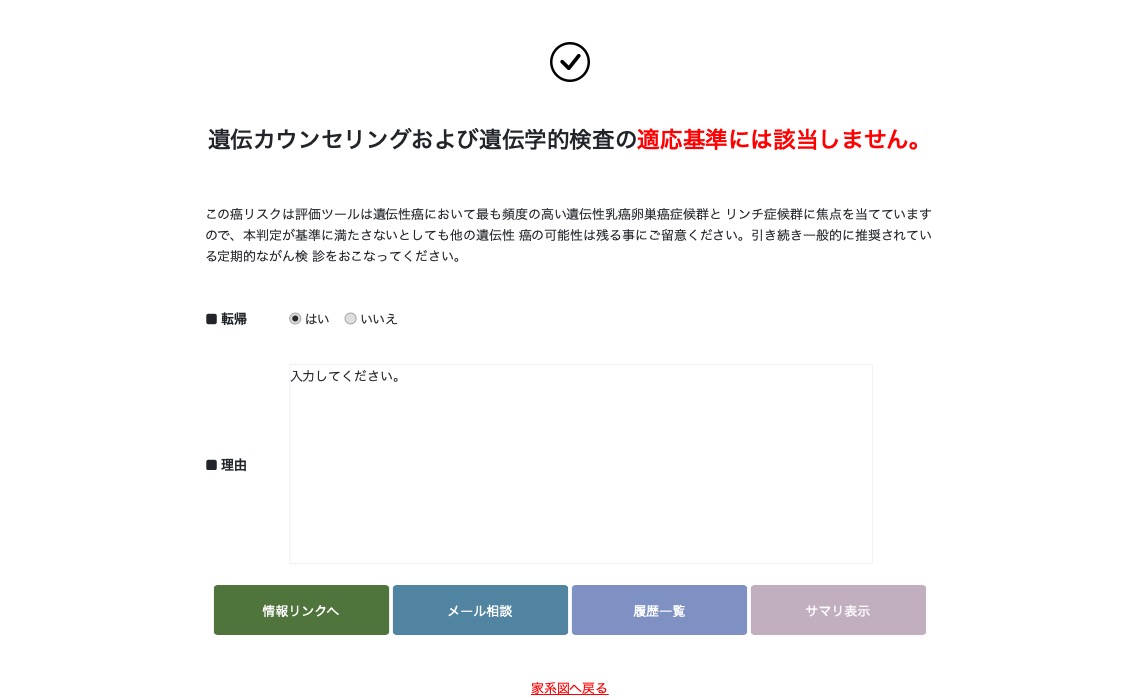 遺伝カウンセリングおよび遺伝学的検査の適応基準には該当しません。
この癌リスクは評価ツールは遺伝性癌において最も頻度の高い遺伝性乳癌卵巣癌症候群と リンチ症候群に焦点を当てています
ので、本判定が基準に満たさないとしても他の遺伝性 癌の可能性は残る事にご留意ください。引き続き一般的に推奨されてい
る定期的ながん検 診をおこなってください。
■ 転帰 はい いいえ
入力してください。
■ 理由
情報リンクへ メール相談 履歴一覧 サマリ表示
家系図へ戻る